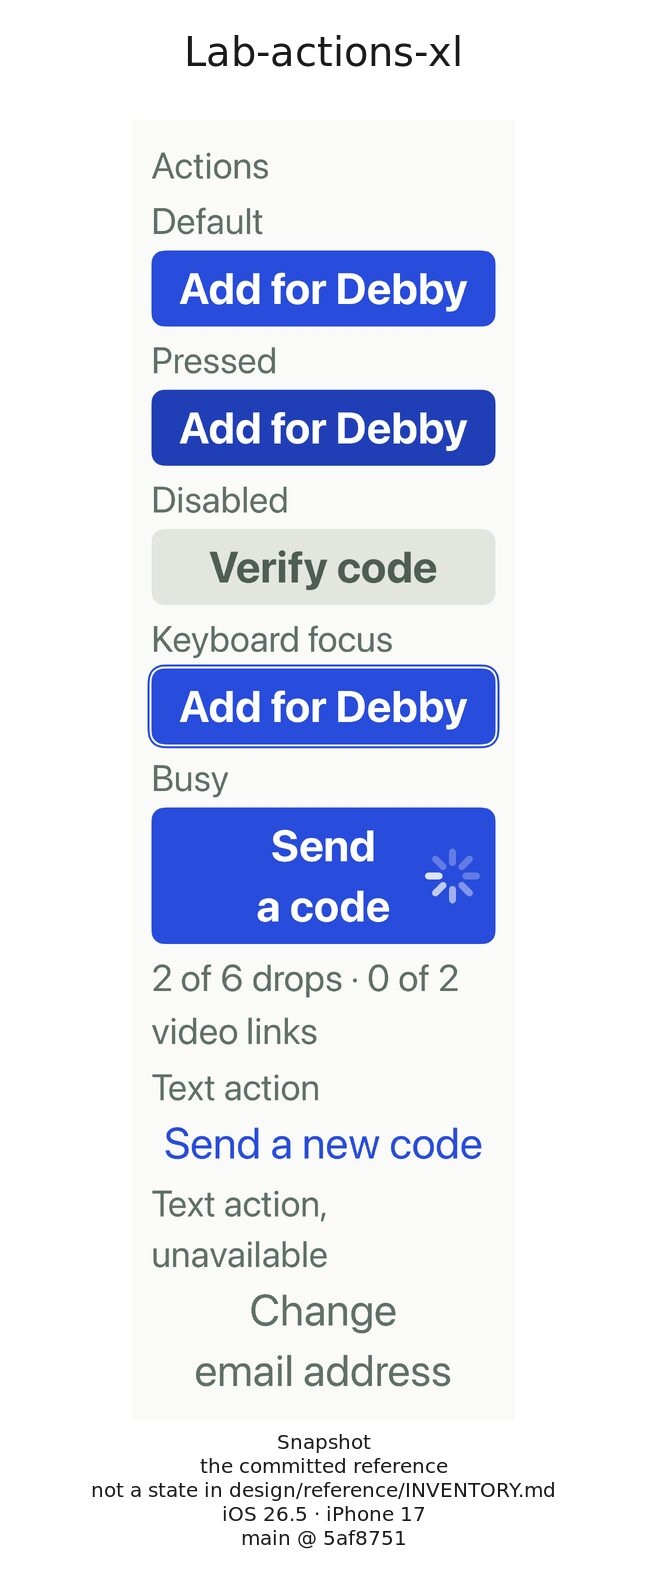 Lab-actions-xl
Actions
Default
Add for Debby
Pressed
Add for Debby
Disabled
Verify code
Keyboard focus
Add for Debby
Busy
Send
a code
2 of 6 drops · 0 of 2
video links
Text action
Send a new code
Text action,
unavailable
Change
email address
Snapshot
the committed reference
not a state in design/reference/INVENTORY.md
iOS 26.5 · iPhone 17
main @ 5af8751